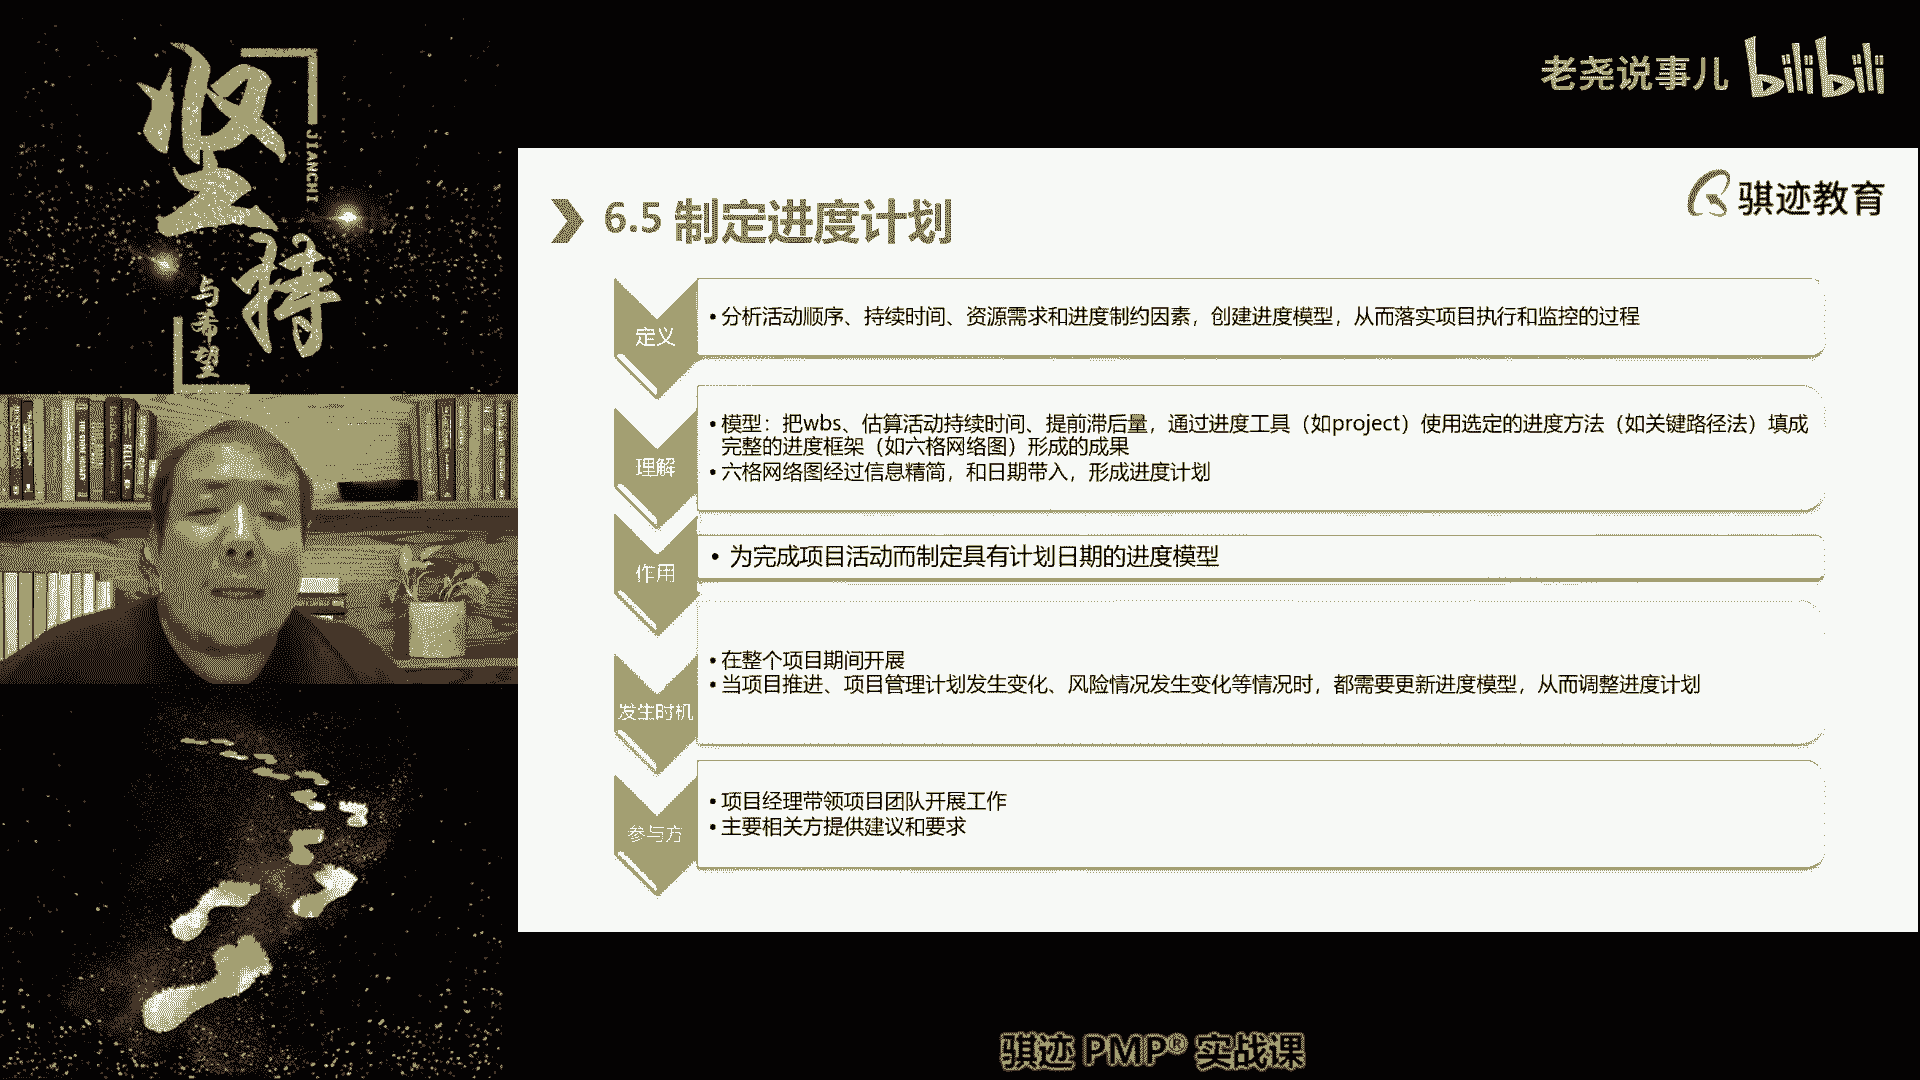 坚持
JIANCHI
与希望
老尧说事儿 bilibili
骐迹教育
6.5 制定进度计划
定义
• 分析活动顺序、持续时间、资源需求和进度制约因素，创建进度模型，从而落实项目执行和监控的过程
理解
• 模型：把wbs、估算活动持续时间、提前滞后量，通过进度工具（如project）使用选定的进度方法（如关键路径法）填成
完整的进度框架（如六格网络图）形成的成果
• 六格网络图经过信息精简，和日期带入，形成进度计划
作用
• 为完成项目活动而制定具有计划日期的进度模型
发生时机
• 在整个项目期间开展
• 当项目推进、项目管理计划发生变化、风险情况发生变化等情况时，都需要更新进度模型，从而调整进度计划
参与方
• 项目经理带领项目团队开展工作
• 主要相关方提供建议和要求
骐迹 PMP® 实战课